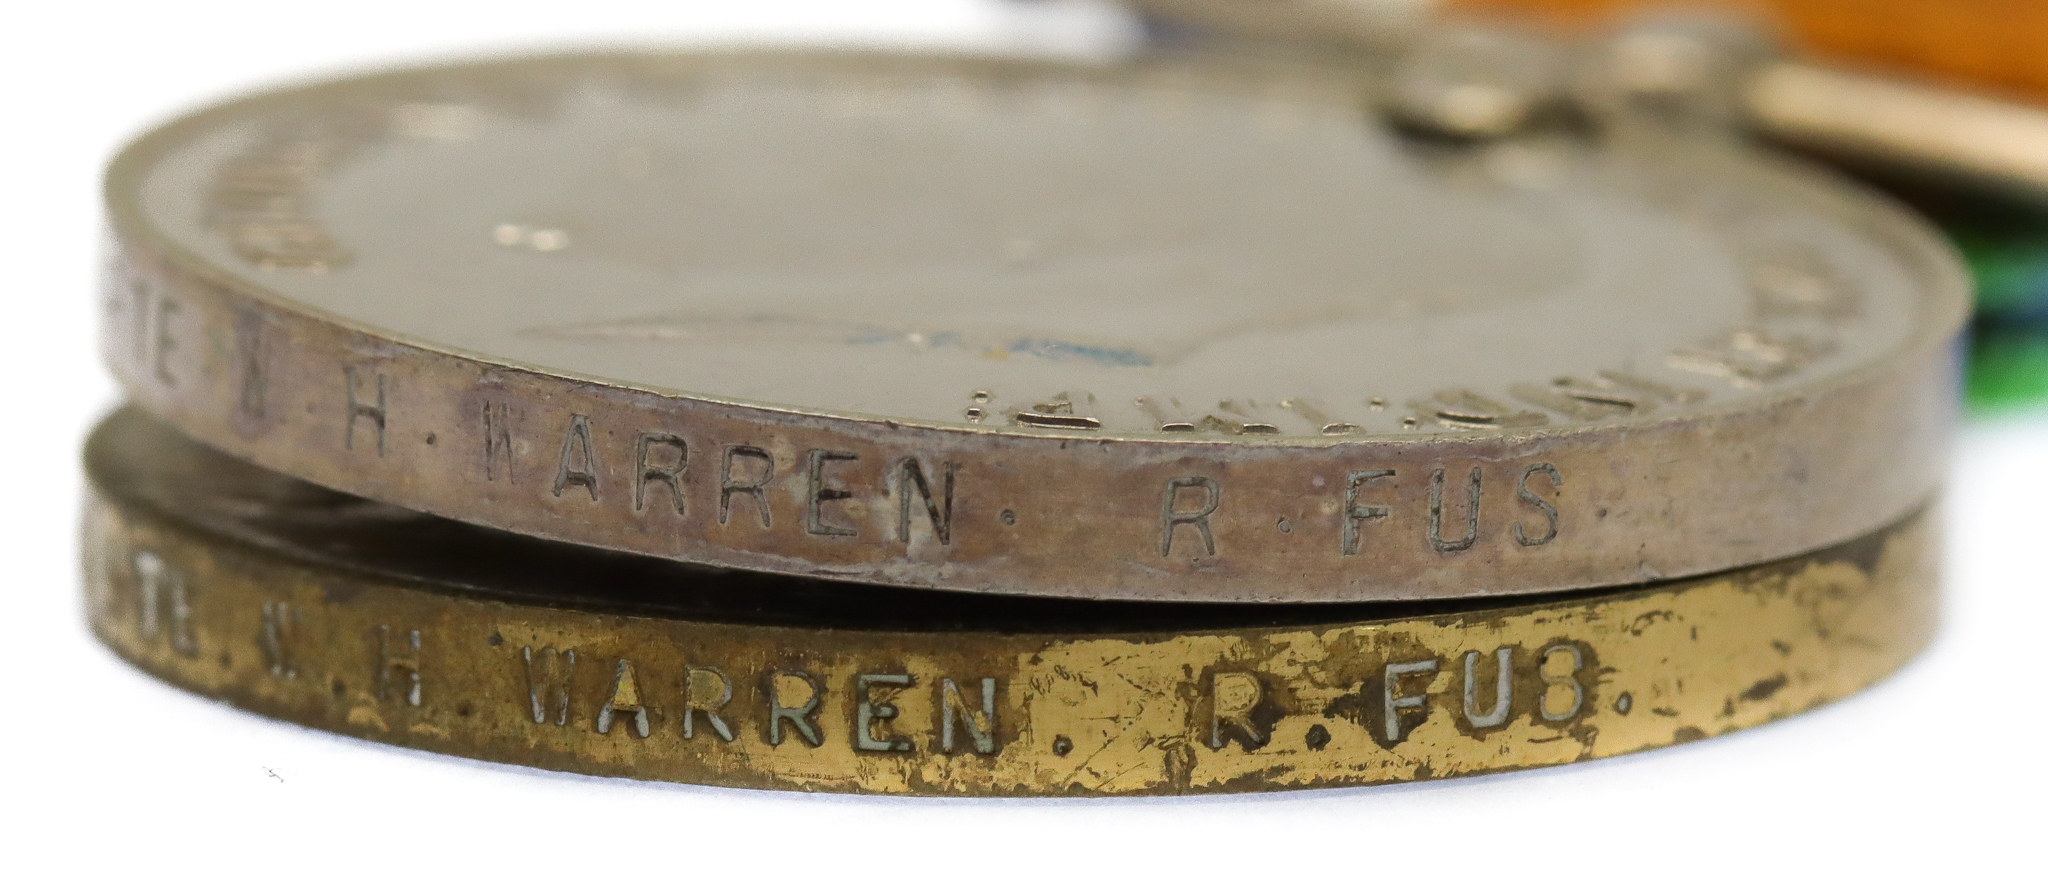 TE. W. H. WARREN. R. FUS.
TE. W. H. WARREN. R. FUS.